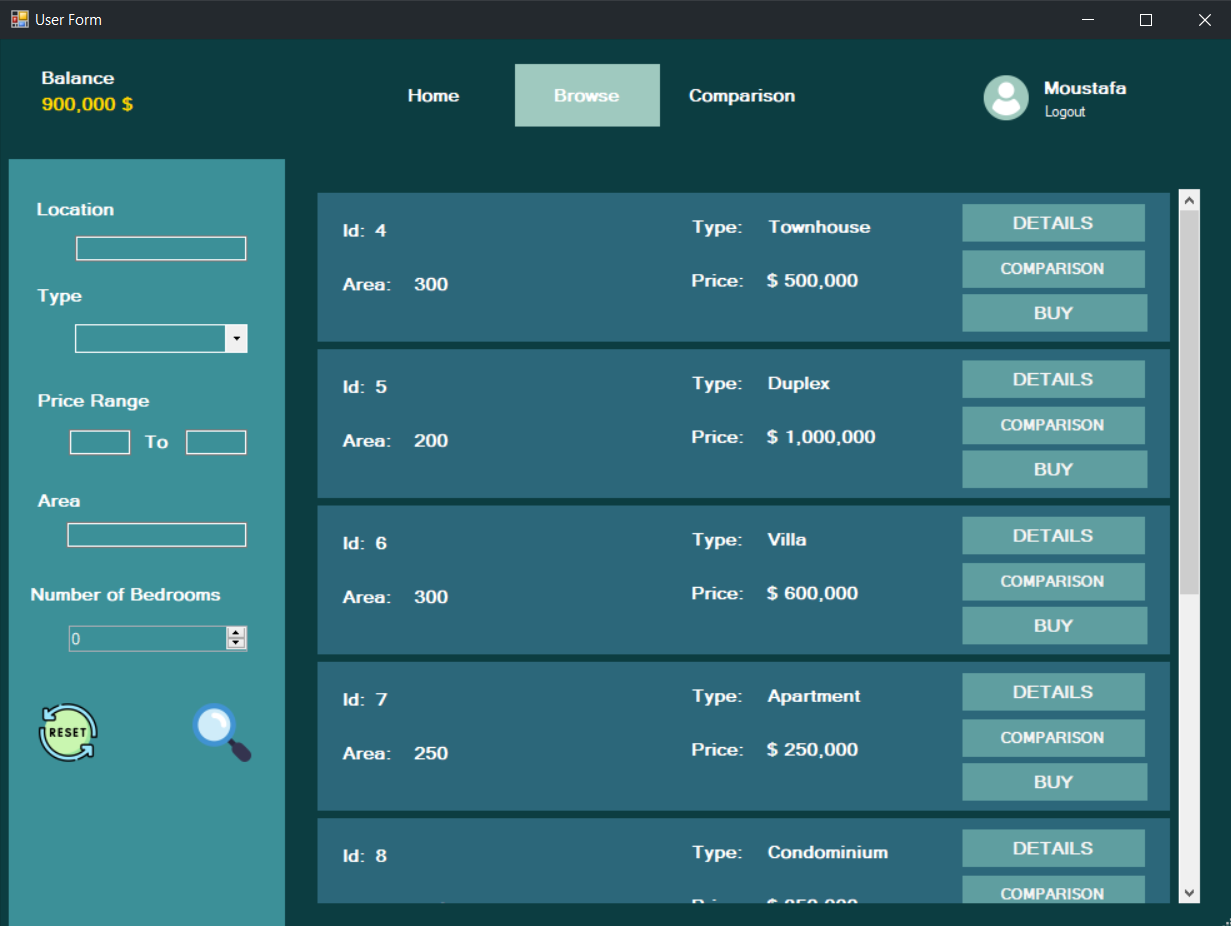 User Form
Balance
900,000 $
Home
Browse
Comparison
Moustafa
Logout
Location
Type
Price Range
To
Area
Number of Bedrooms
0
RESET
Id: 4
Type: Townhouse
Area: 300
Price: $ 500,000
DETAILS
COMPARISON
BUY
Id: 5
Type: Duplex
Area: 200
Price: $ 1,000,000
DETAILS
COMPARISON
BUY
Id: 6
Type: Villa
Area: 300
Price: $ 600,000
DETAILS
COMPARISON
BUY
Id: 7
Type: Apartment
Area: 250
Price: $ 250,000
DETAILS
COMPARISON
BUY
Id: 8
Type: Condominium
DETAILS
COMPARISON